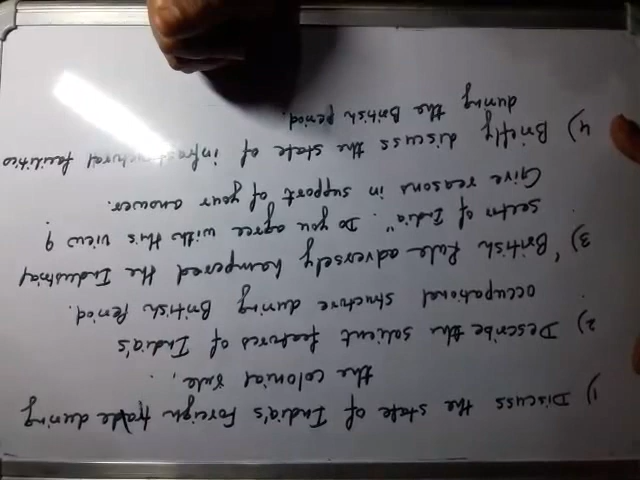 1) Discuss the state of India's Foreign trade during
the colonial rule.
2) Describe the salient features of India's
occupational structure during British Period.
3) "British Rule adversely hampered the Industrial
sector of India". Do you agree with this view?
Give reasons in support of your answer.
4) Briefly discuss the state of infrastructural facilities
during the British Period.